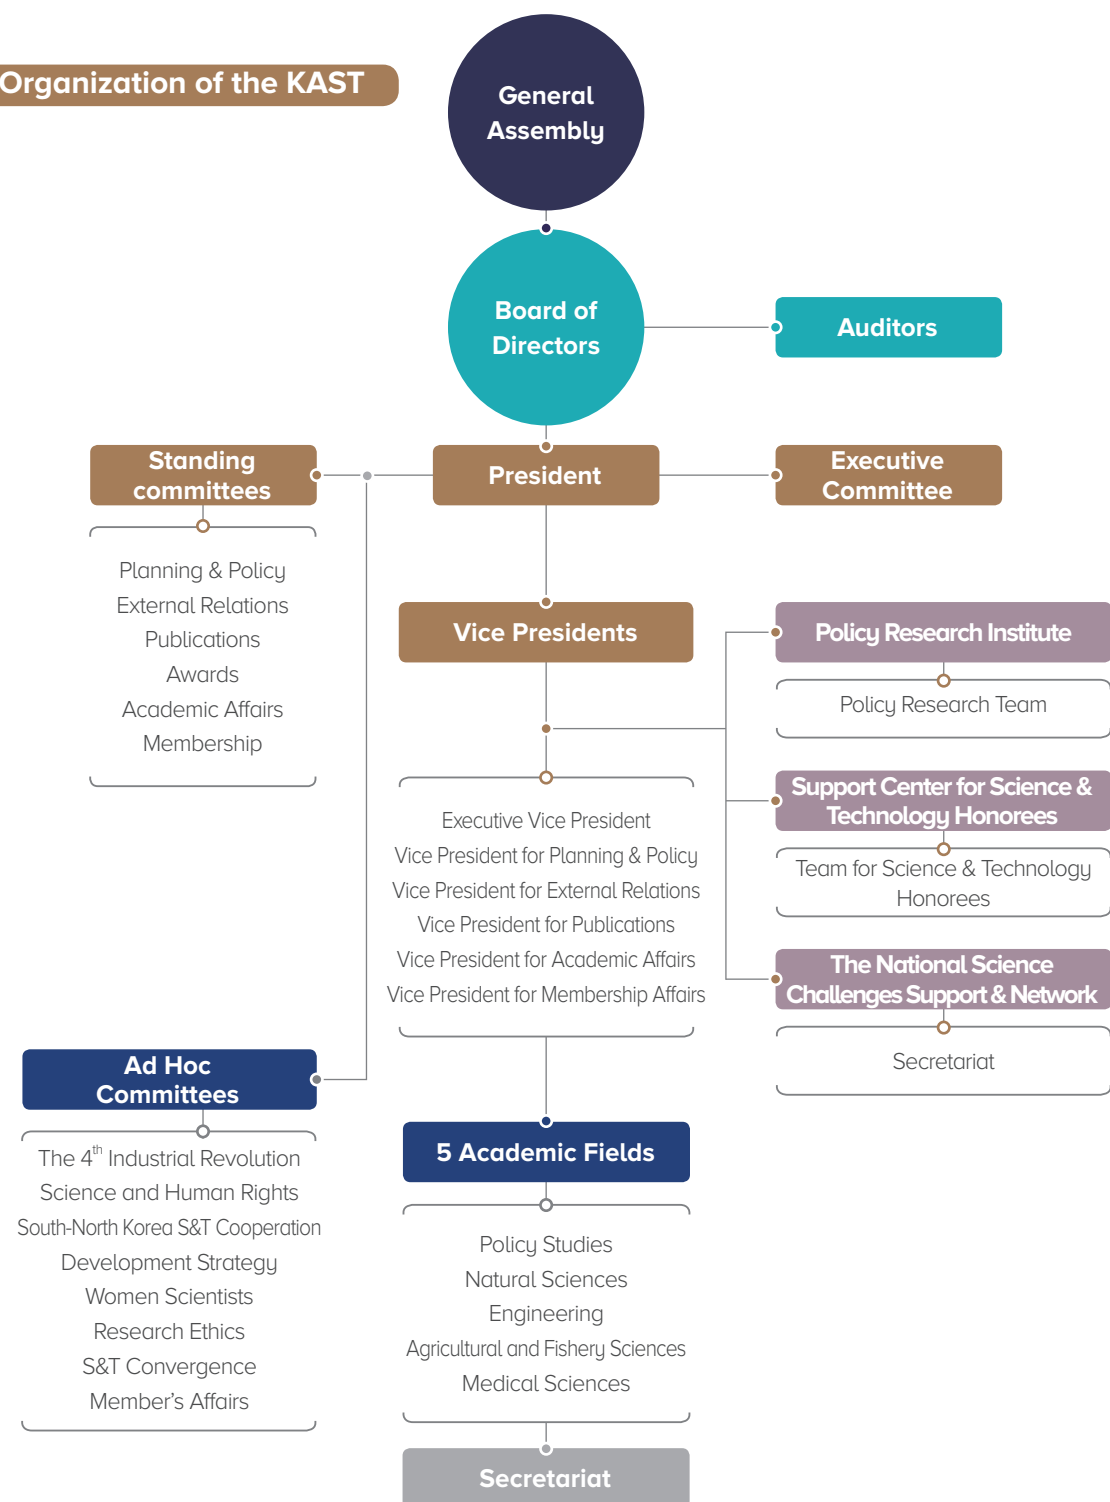 Organization of the KAST
General
Assembly
Board of
Directors
Auditors
Standing
committees
President
Executive
Committee
Planning & Policy
External Relations
Publications
Awards
Academic Affairs
Membership
Vice Presidents
Executive Vice President
Vice President for Planning & Policy
Vice President for External Relations
Vice President for Publications
Vice President for Academic Affairs
Vice President for Membership Affairs
Policy Research Institute
Policy Research Team
Support Center for Science &
Technology Honorees
Team for Science & Technology
Honorees
The National Science
Challenges Support & Network
Secretariat
Ad Hoc
Committees
The 4th Industrial Revolution
Science and Human Rights
South-North Korea S&T Cooperation
Development Strategy
Women Scientists
Research Ethics
S&T Convergence
Member’s Affairs
5 Academic Fields
Policy Studies
Natural Sciences
Engineering
Agricultural and Fishery Sciences
Medical Sciences
Secretariat